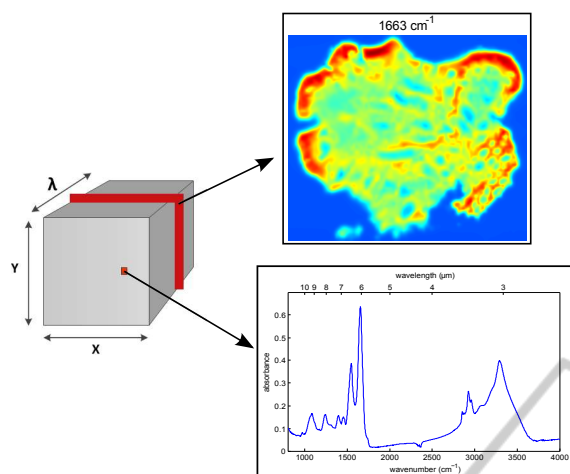 1663 cm⁻¹
λ
Y
X
wavelength (µm)
10 9 8 7 6 5 4 3
0.6
0.5
0.4
0.3
0.2
0.1
0
absorbance
1000 1500 2000 2500 3000 3500 4000
wavenumber (cm⁻¹)